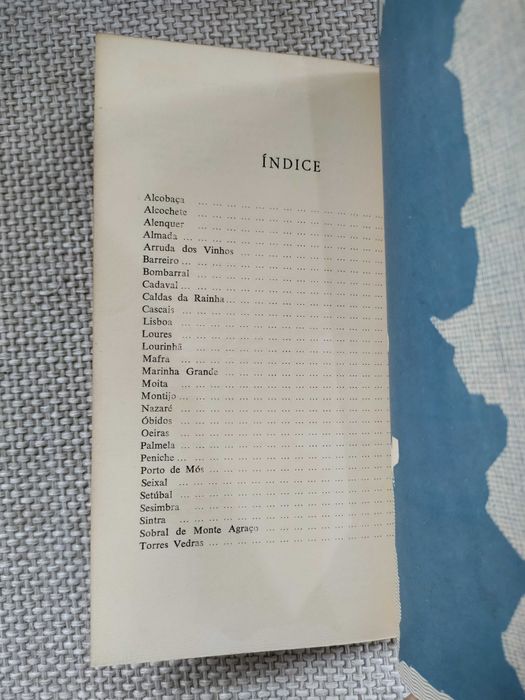 ÍNDICE
Alcobaça ... ... ... ... ... ... ... ... ... ... ... ... ...
Alcochete ... ... ... ... ... ... ... ... ... ... ... ... ...
Alenquer ... ... ... ... ... ... ... ... ... ... ... ... ...
Almada ... ... ... ... ... ... ... ... ... ... ... ... ... ...
Arruda dos Vinhos ... ... ... ... ... ... ... ... ... ...
Barreiro ... ... ... ... ... ... ... ... ... ... ... ... ... ...
Bombarral ... ... ... ... ... ... ... ... ... ... ... ... ...
Cadaval ... ... ... ... ... ... ... ... ... ... ... ... ... ...
Caldas da Rainha ... ... ... ... ... ... ... ... ... ... ...
Cascais ... ... ... ... ... ... ... ... ... ... ... ... ... ...
Lisboa ... ... ... ... ... ... ... ... ... ... ... ... ... ...
Loures ... ... ... ... ... ... ... ... ... ... ... ... ... ...
Lourinhã ... ... ... ... ... ... ... ... ... ... ... ... ...
Mafra ... ... ... ... ... ... ... ... ... ... ... ... ... ...
Marinha Grande ... ... ... ... ... ... ... ... ... ... ...
Moita ... ... ... ... ... ... ... ... ... ... ... ... ... ...
Montijo ... ... ... ... ... ... ... ... ... ... ... ... ... ...
Nazaré ... ... ... ... ... ... ... ... ... ... ... ... ... ...
Óbidos ... ... ... ... ... ... ... ... ... ... ... ... ... ...
Oeiras ... ... ... ... ... ... ... ... ... ... ... ... ... ...
Palmela ... ... ... ... ... ... ... ... ... ... ... ... ... ...
Peniche ... ... ... ... ... ... ... ... ... ... ... ... ... ...
Porto de Mós ... ... ... ... ... ... ... ... ... ... ... ...
Seixal ... ... ... ... ... ... ... ... ... ... ... ... ... ...
Setúbal ... ... ... ... ... ... ... ... ... ... ... ... ... ...
Sesimbra ... ... ... ... ... ... ... ... ... ... ... ... ...
Sintra ... ... ... ... ... ... ... ... ... ... ... ... ... ...
Sobral de Monte Agraço ... ... ... ... ... ... ... ... ...
Torres Vedras ... ... ... ... ... ... ... ... ... ... ... ...